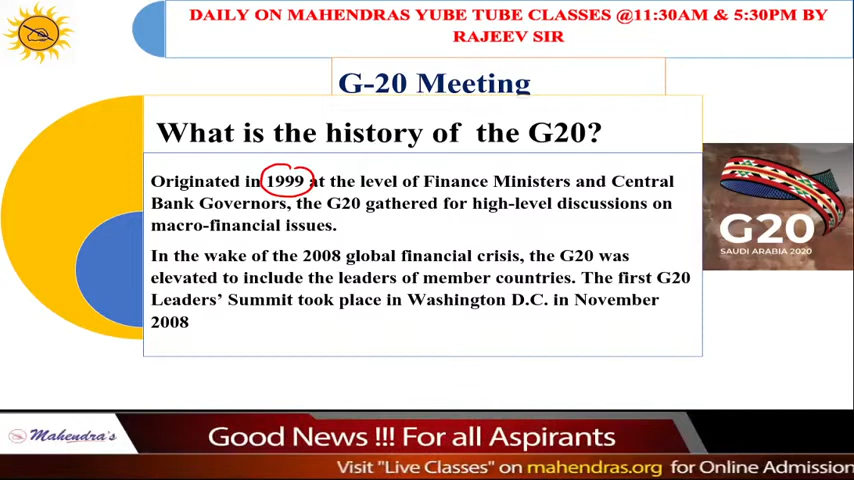 DAILY ON MAHENDRAS YUBE TUBE CLASSES @11:30AM & 5:30PM BY
RAJEEV SIR
G-20 Meeting
What is the history of the G20?
Originated in 1999 at the level of Finance Ministers and Central
Bank Governors, the G20 gathered for high-level discussions on
macro-financial issues.
In the wake of the 2008 global financial crisis, the G20 was
elevated to include the leaders of member countries. The first G20
Leaders’ Summit took place in Washington D.C. in November
2008
G20
SAUDI ARABIA 2020
Mahendra's
Good News !!! For all Aspirants
Visit "Live Classes" on mahendras.org for Online Admission